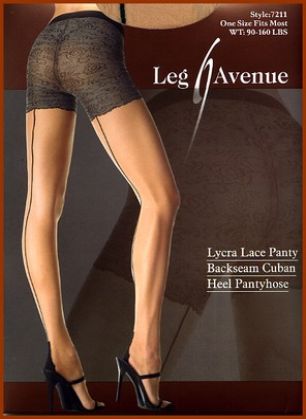 Style:7211
One Size Fits Most
WT: 90-160 LBS
Leg Avenue
Lycra Lace Panty
Backseam Cuban
Heel Pantyhose